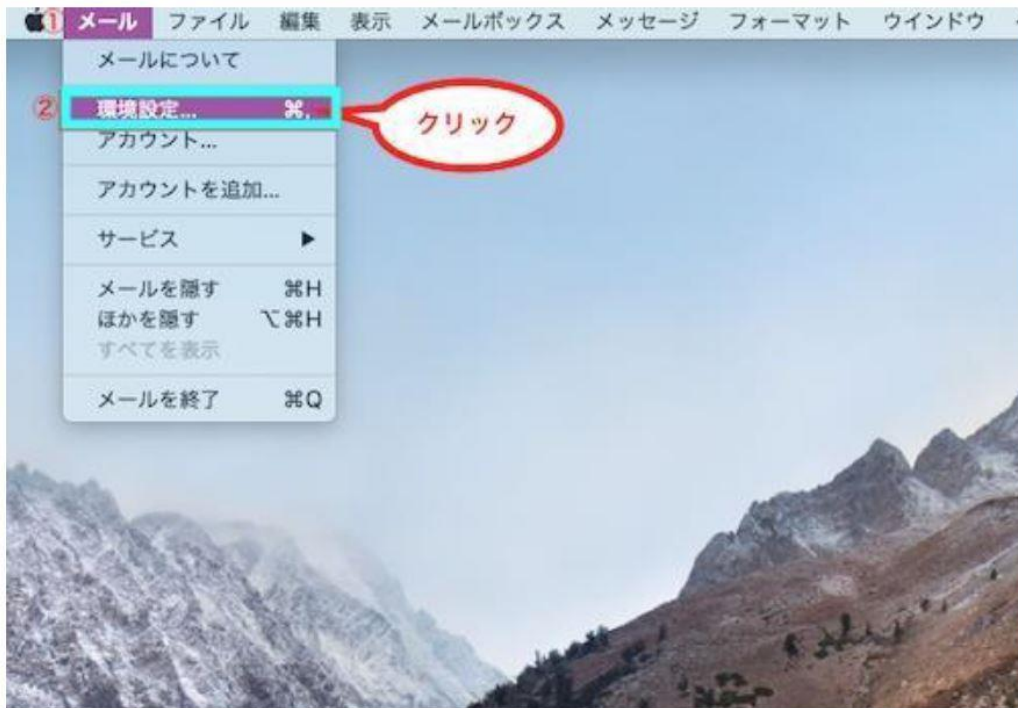 ① メール ファイル 編集 表示 メールボックス メッセージ フォーマット ウインドウ
メールについて
② 環境設定... ⌘,
クリック
アカウント...
アカウントを追加...
サービス ▶
メールを隠す ⌘H
ほかを隠す ⌥⌘H
すべてを表示
メールを終了 ⌘Q